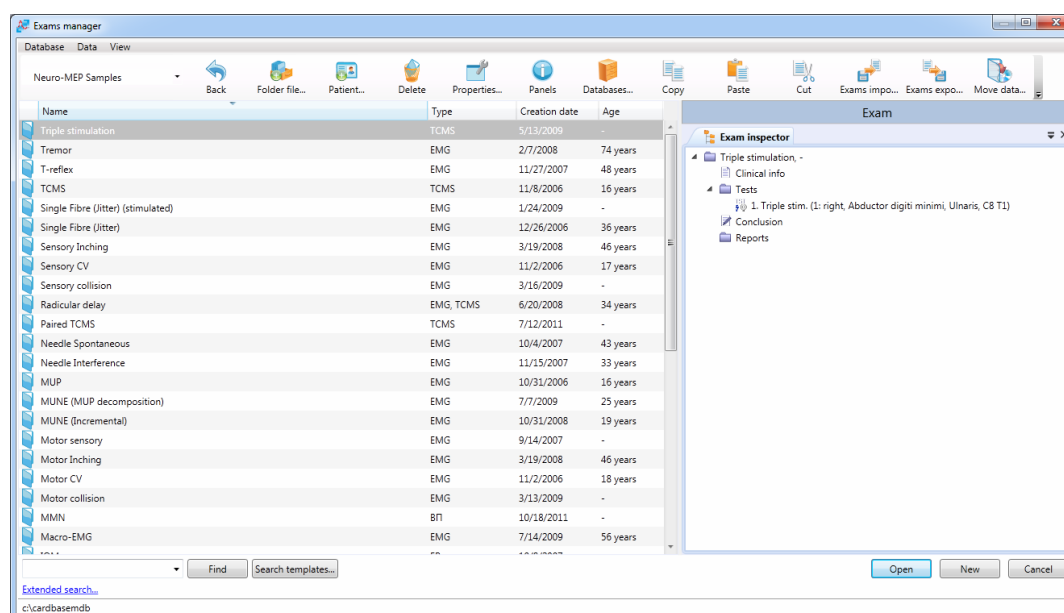 Exams manager
Database Data View
Neuro-MEP Samples Back Folder file... Patient... Delete Properties... Panels Databases... Copy Paste Cut Exams impo... Exams expo... Move data...
Name Type Creation date Age
Triple stimulation TCMS 5/13/2009 -
Tremor EMG 2/7/2008 74 years
T-reflex EMG 11/27/2007 48 years
TCMS TCMS 11/8/2006 16 years
Single Fibre (Jitter) (stimulated) EMG 1/24/2009 -
Single Fibre (Jitter) EMG 12/26/2006 36 years
Sensory Inching EMG 3/19/2008 46 years
Sensory CV EMG 11/2/2006 17 years
Sensory collision EMG 3/16/2009 -
Radicular delay EMG, TCMS 6/20/2008 34 years
Paired TCMS TCMS 7/12/2011 -
Needle Spontaneous EMG 10/4/2007 43 years
Needle Interference EMG 11/15/2007 33 years
MUP EMG 10/31/2006 16 years
MUNE (MUP decomposition) EMG 7/7/2009 25 years
MUNE (Incremental) EMG 10/31/2008 19 years
Motor sensory EMG 9/14/2007 -
Motor Inching EMG 3/19/2008 46 years
Motor CV EMG 11/2/2006 18 years
Motor collision EMG 3/13/2009 -
MMN ВП 10/18/2011 -
Macro-EMG EMG 7/14/2009 56 years
Exam
Exam inspector
Triple stimulation, -
Clinical info
Tests
1. Triple stim. (1: right, Abductor digiti minimi, Ulnaris, C8 T1)
Conclusion
Reports
Find Search templates... Open New Cancel
Extended search...
c:\cardbasemdb